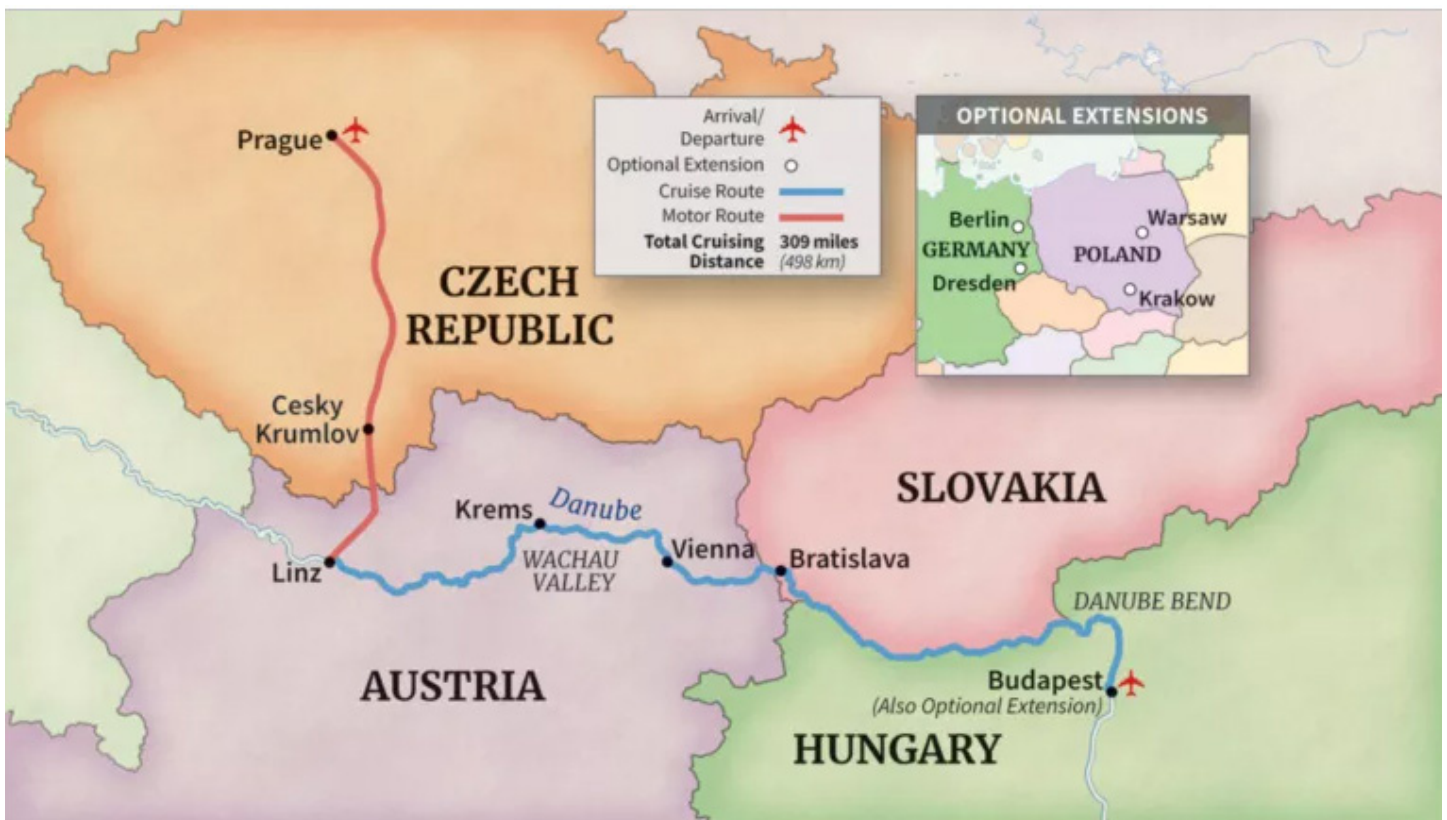 Prague
CZECH
REPUBLIC
Cesky
Krumlov
Arrival/
Departure
Optional Extension
Cruise Route
Motor Route
Total Cruising 309 miles
Distance (498 km)
OPTIONAL EXTENSIONS
Berlin
GERMANY
Dresden
Warsaw
POLAND
Krakow
SLOVAKIA
Krems
Danube
WACHAU
VALLEY
Linz
Vienna
Bratislava
DANUBE BEND
AUSTRIA
Budapest
(Also Optional Extension)
HUNGARY